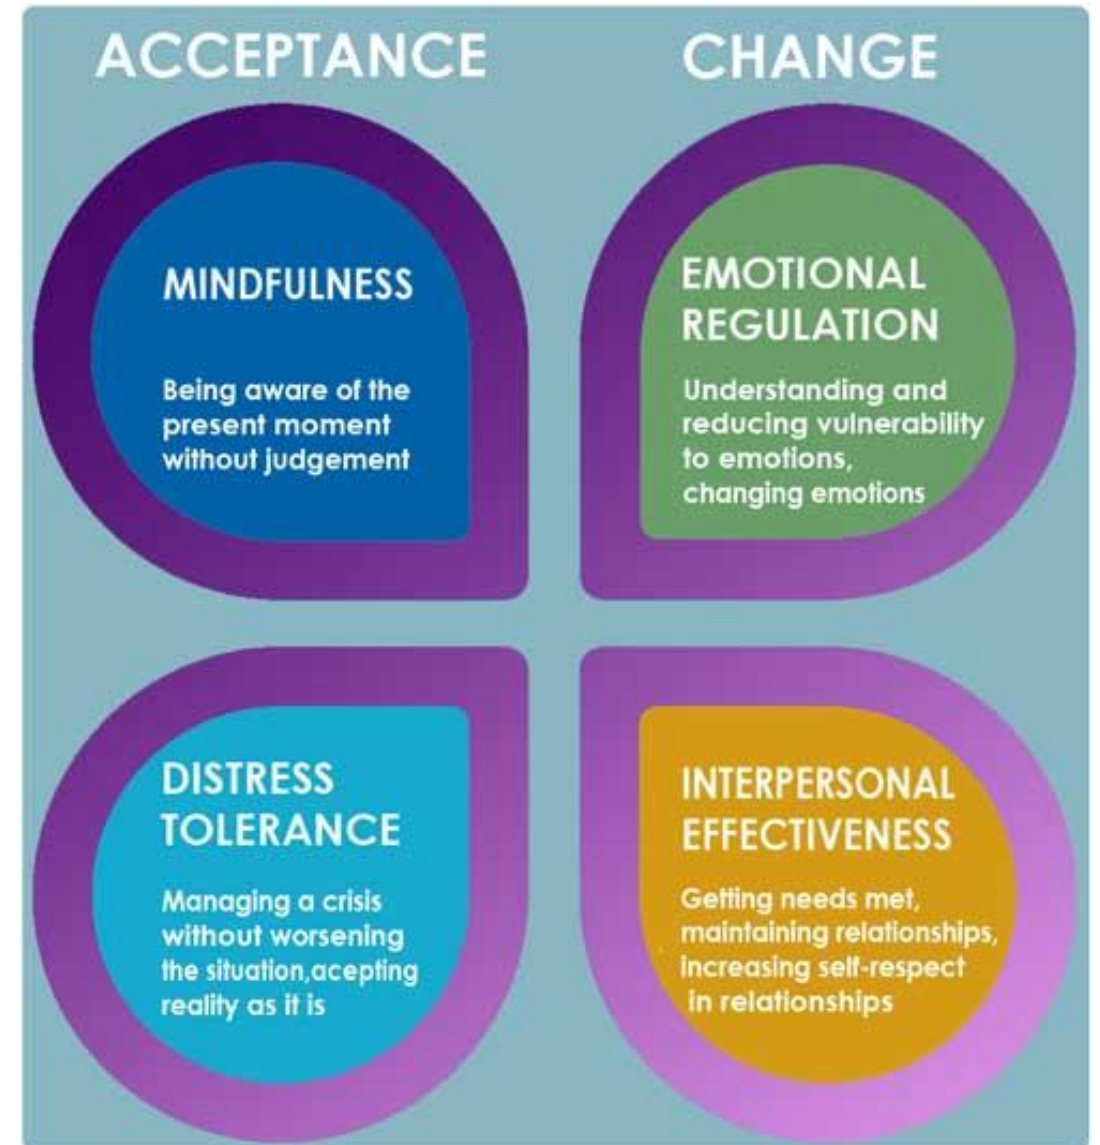 ACCEPTANCE
CHANGE
MINDFULNESS
Being aware of the
present moment
without judgement
EMOTIONAL
REGULATION
Understanding and
reducing vulnerability
to emotions,
changing emotions
DISTRESS
TOLERANCE
Managing a crisis
without worsening
the situation,acepting
reality as it is
INTERPERSONAL
EFFECTIVENESS
Getting needs met,
maintaining relationships,
increasing self-respect
in relationships